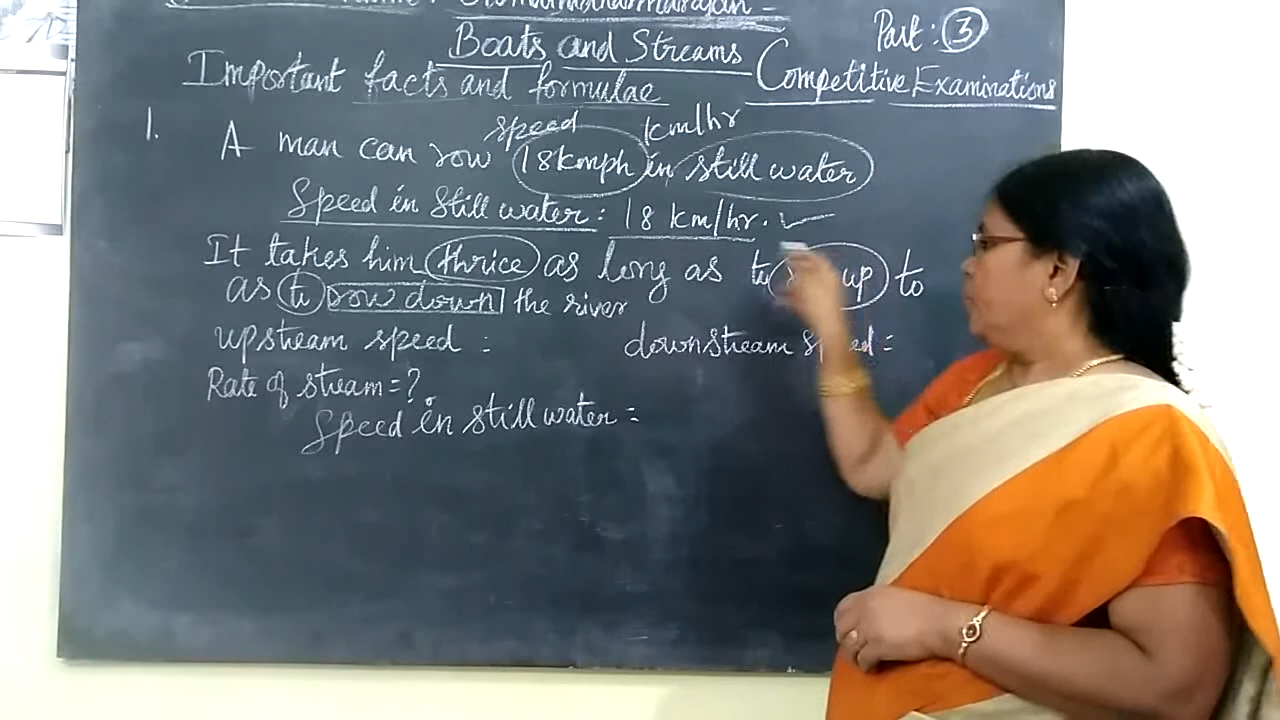 Boats and Streams
Part: 3
Important facts and formulae
Competitive Examinations
speed km/hr
1. A man can row 18kmph in still water
Speed in still water: 18 km/hr. ✓
It takes him thrice as long as to up to
as to row down the river
upstream speed : downstream speed =
Rate of stream = ?
Speed in still water =